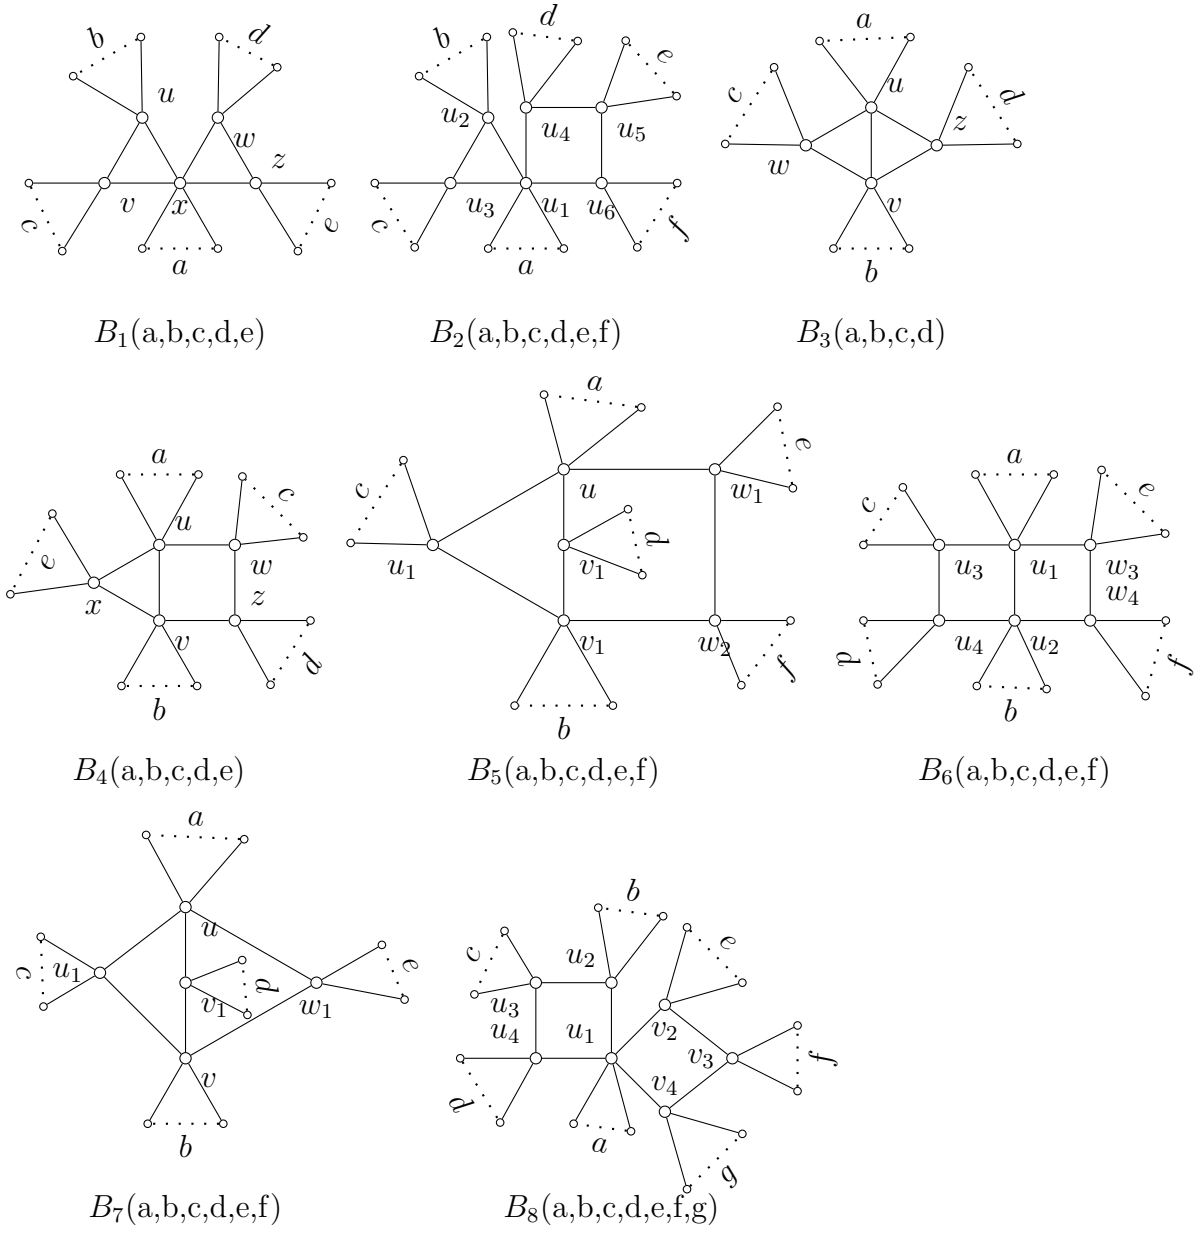 b d
u
w
z
v x
c e
a
B₁(a,b,c,d,e)
b d e
u₂ u₄ u₅
u₃ u₁ u₆
c f
a
B₂(a,b,c,d,e,f)
a
c d
u
z
w
v
b
B₃(a,b,c,d)
a
c
e u
w
x z
v
d
b
B₄(a,b,c,d,e)
a
e
c u w₁
d
u₁ v₁
v₁ w₂
f
b
B₅(a,b,c,d,e,f)
a
c e
u₃ u₁ w₃
w₄
u₄ u₂
d f
b
B₆(a,b,c,d,e,f)
a
u
c u₁ d e
v₁ w₁
v
b
B₇(a,b,c,d,e,f)
b
c u₂ e
u₃
u₄ u₁ v₂
v₃ f
v₄
d
a
g
B₈(a,b,c,d,e,f,g)